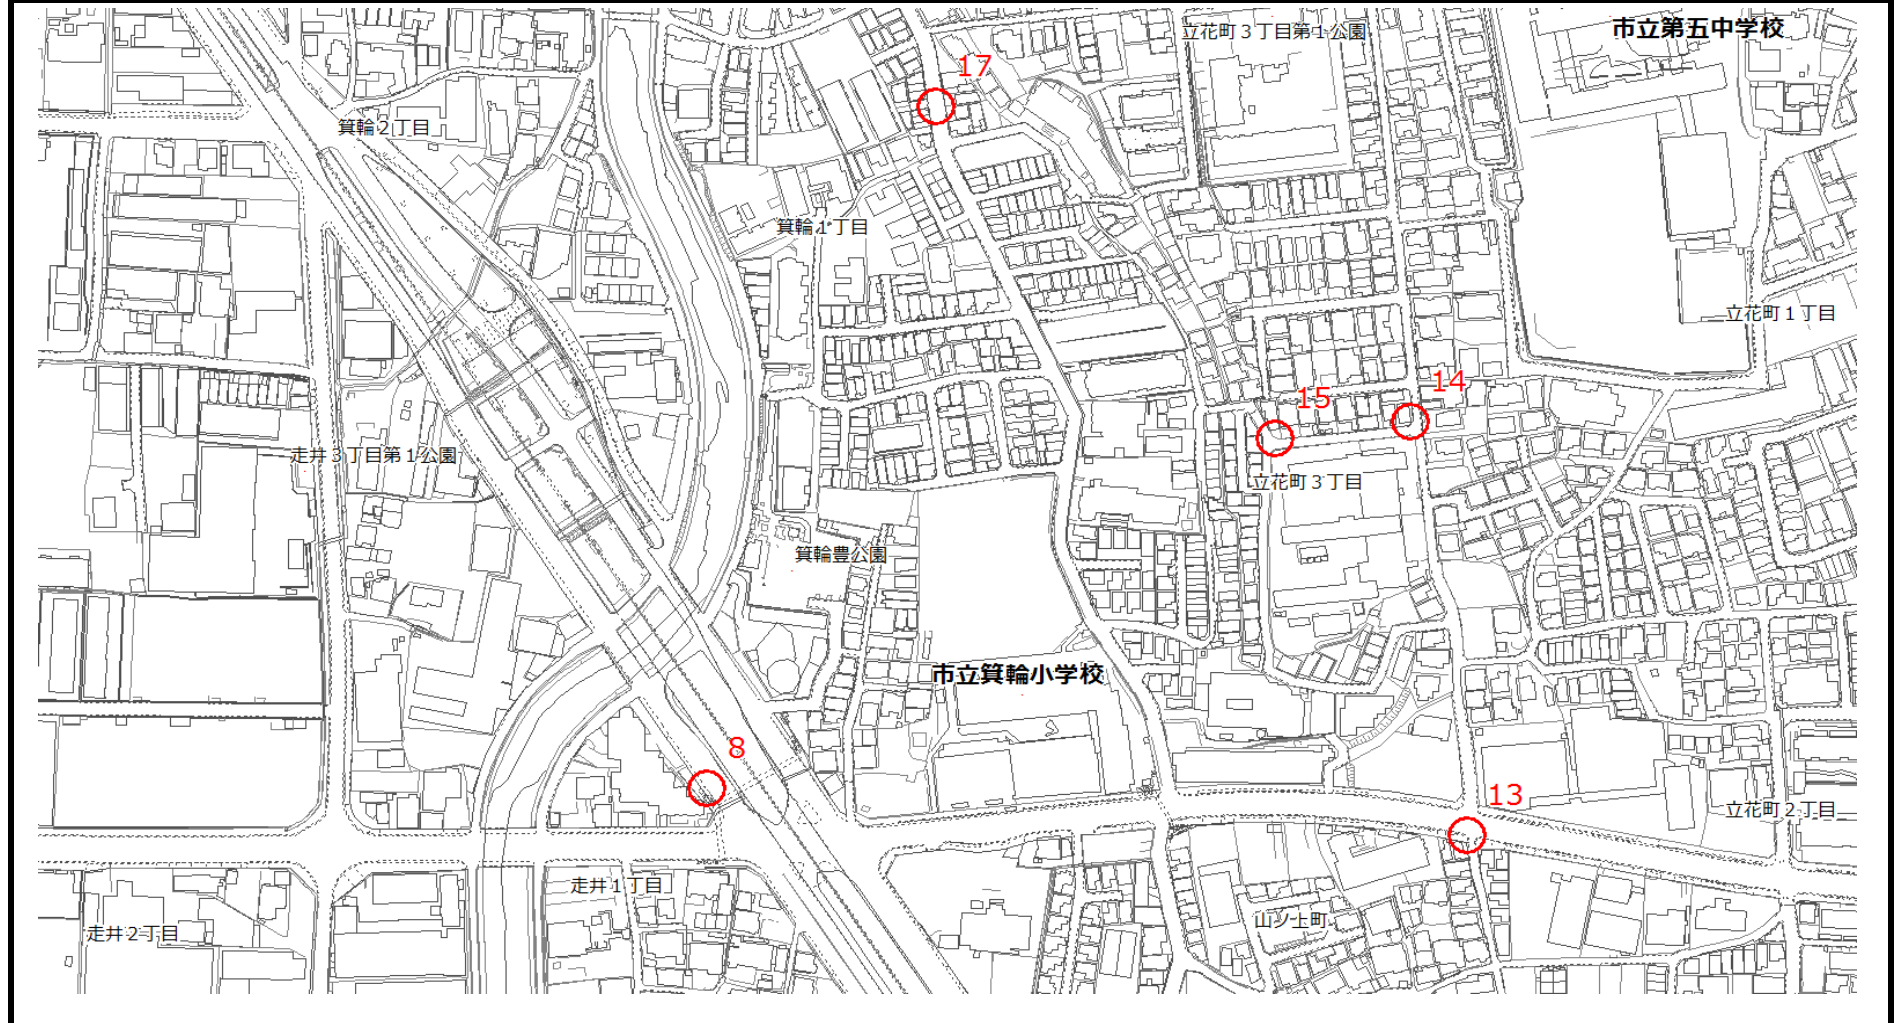 市立第五中学校
立花町３丁目第１公園
17
箕輪２丁目
箕輪１丁目
立花町１丁目
14
15
走井３丁目第１公園
立花町３丁目
箕輪豊公園
市立箕輪小学校
8
13
立花町２丁目
走井１丁目
山ノ上町
走井２丁目